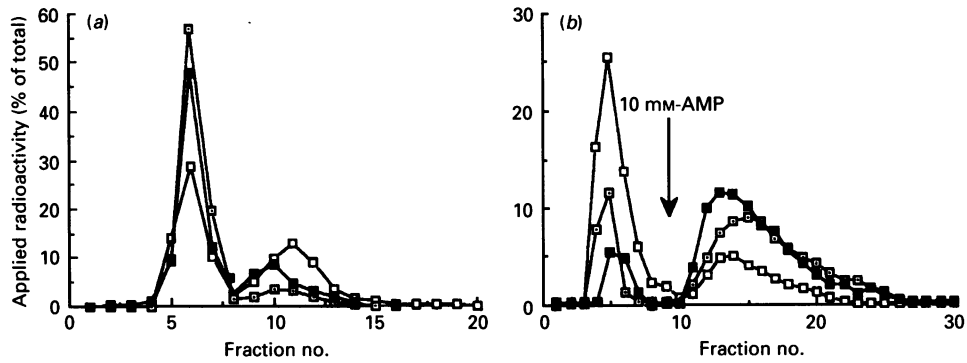 (a)
Applied radioactivity (% of total)
60
50
40
30
20
10
0
0 5 10 15 20
Fraction no.
(b)
30
20
10
0
10 mM-AMP
0 10 20 30
Fraction no.